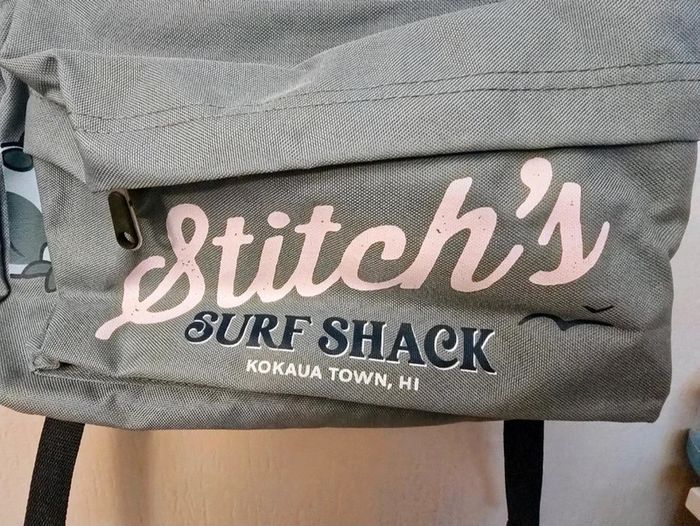 Stitch's
SURF SHACK
KOKAUA TOWN, HI